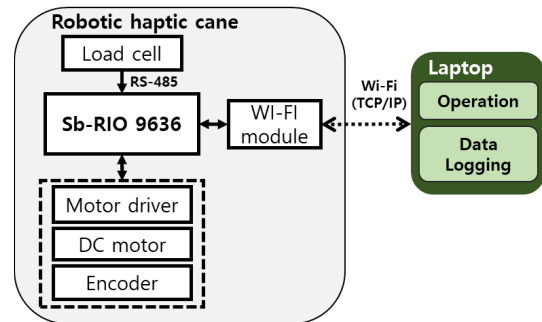 Robotic haptic cane
Load cell
RS-485
Sb-RIO 9636
WI-FI
module
Motor driver
DC motor
Encoder
Wi-Fi
(TCP/IP)
Laptop
Operation
Data
Logging